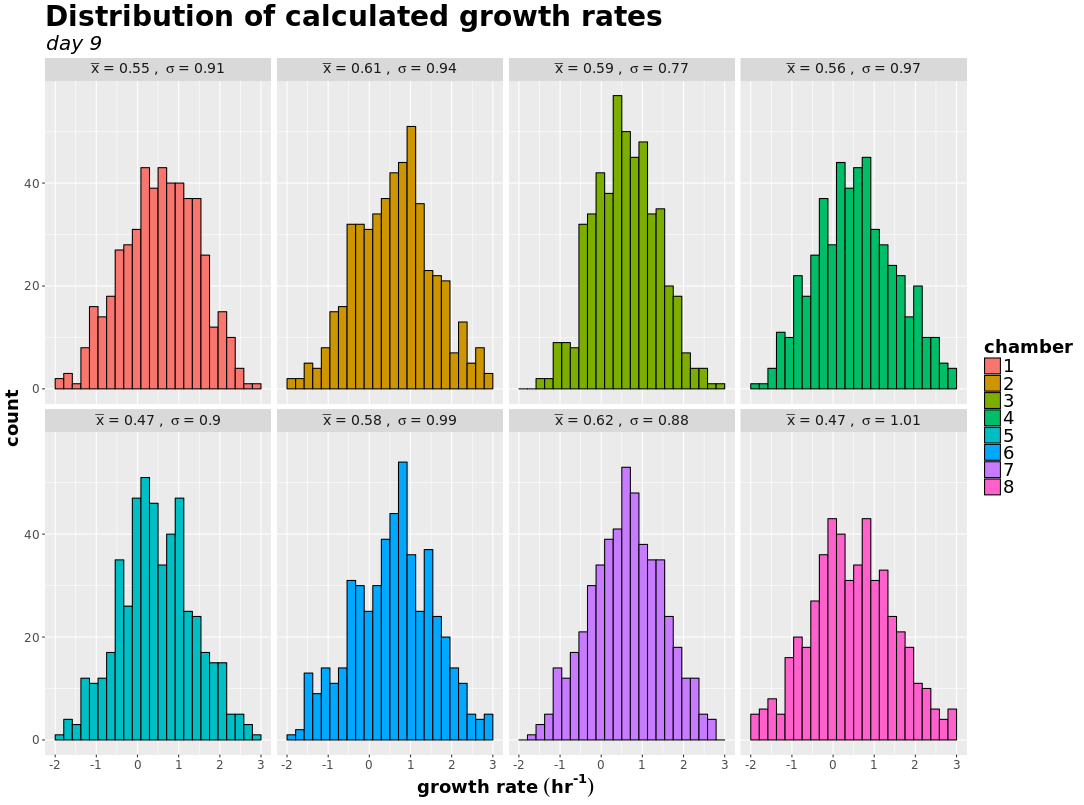 Distribution of calculated growth rates
day 9
x̅ = 0.55 , σ = 0.91
x̅ = 0.61 , σ = 0.94
x̅ = 0.59 , σ = 0.77
x̅ = 0.56 , σ = 0.97
40
20
0
x̅ = 0.47 , σ = 0.9
x̅ = 0.58 , σ = 0.99
x̅ = 0.62 , σ = 0.88
x̅ = 0.47 , σ = 1.01
40
20
0
-2 -1 0 1 2 3
-2 -1 0 1 2 3
-2 -1 0 1 2 3
-2 -1 0 1 2 3
growth rate (hr⁻¹)
count
chamber
1
2
3
4
5
6
7
8